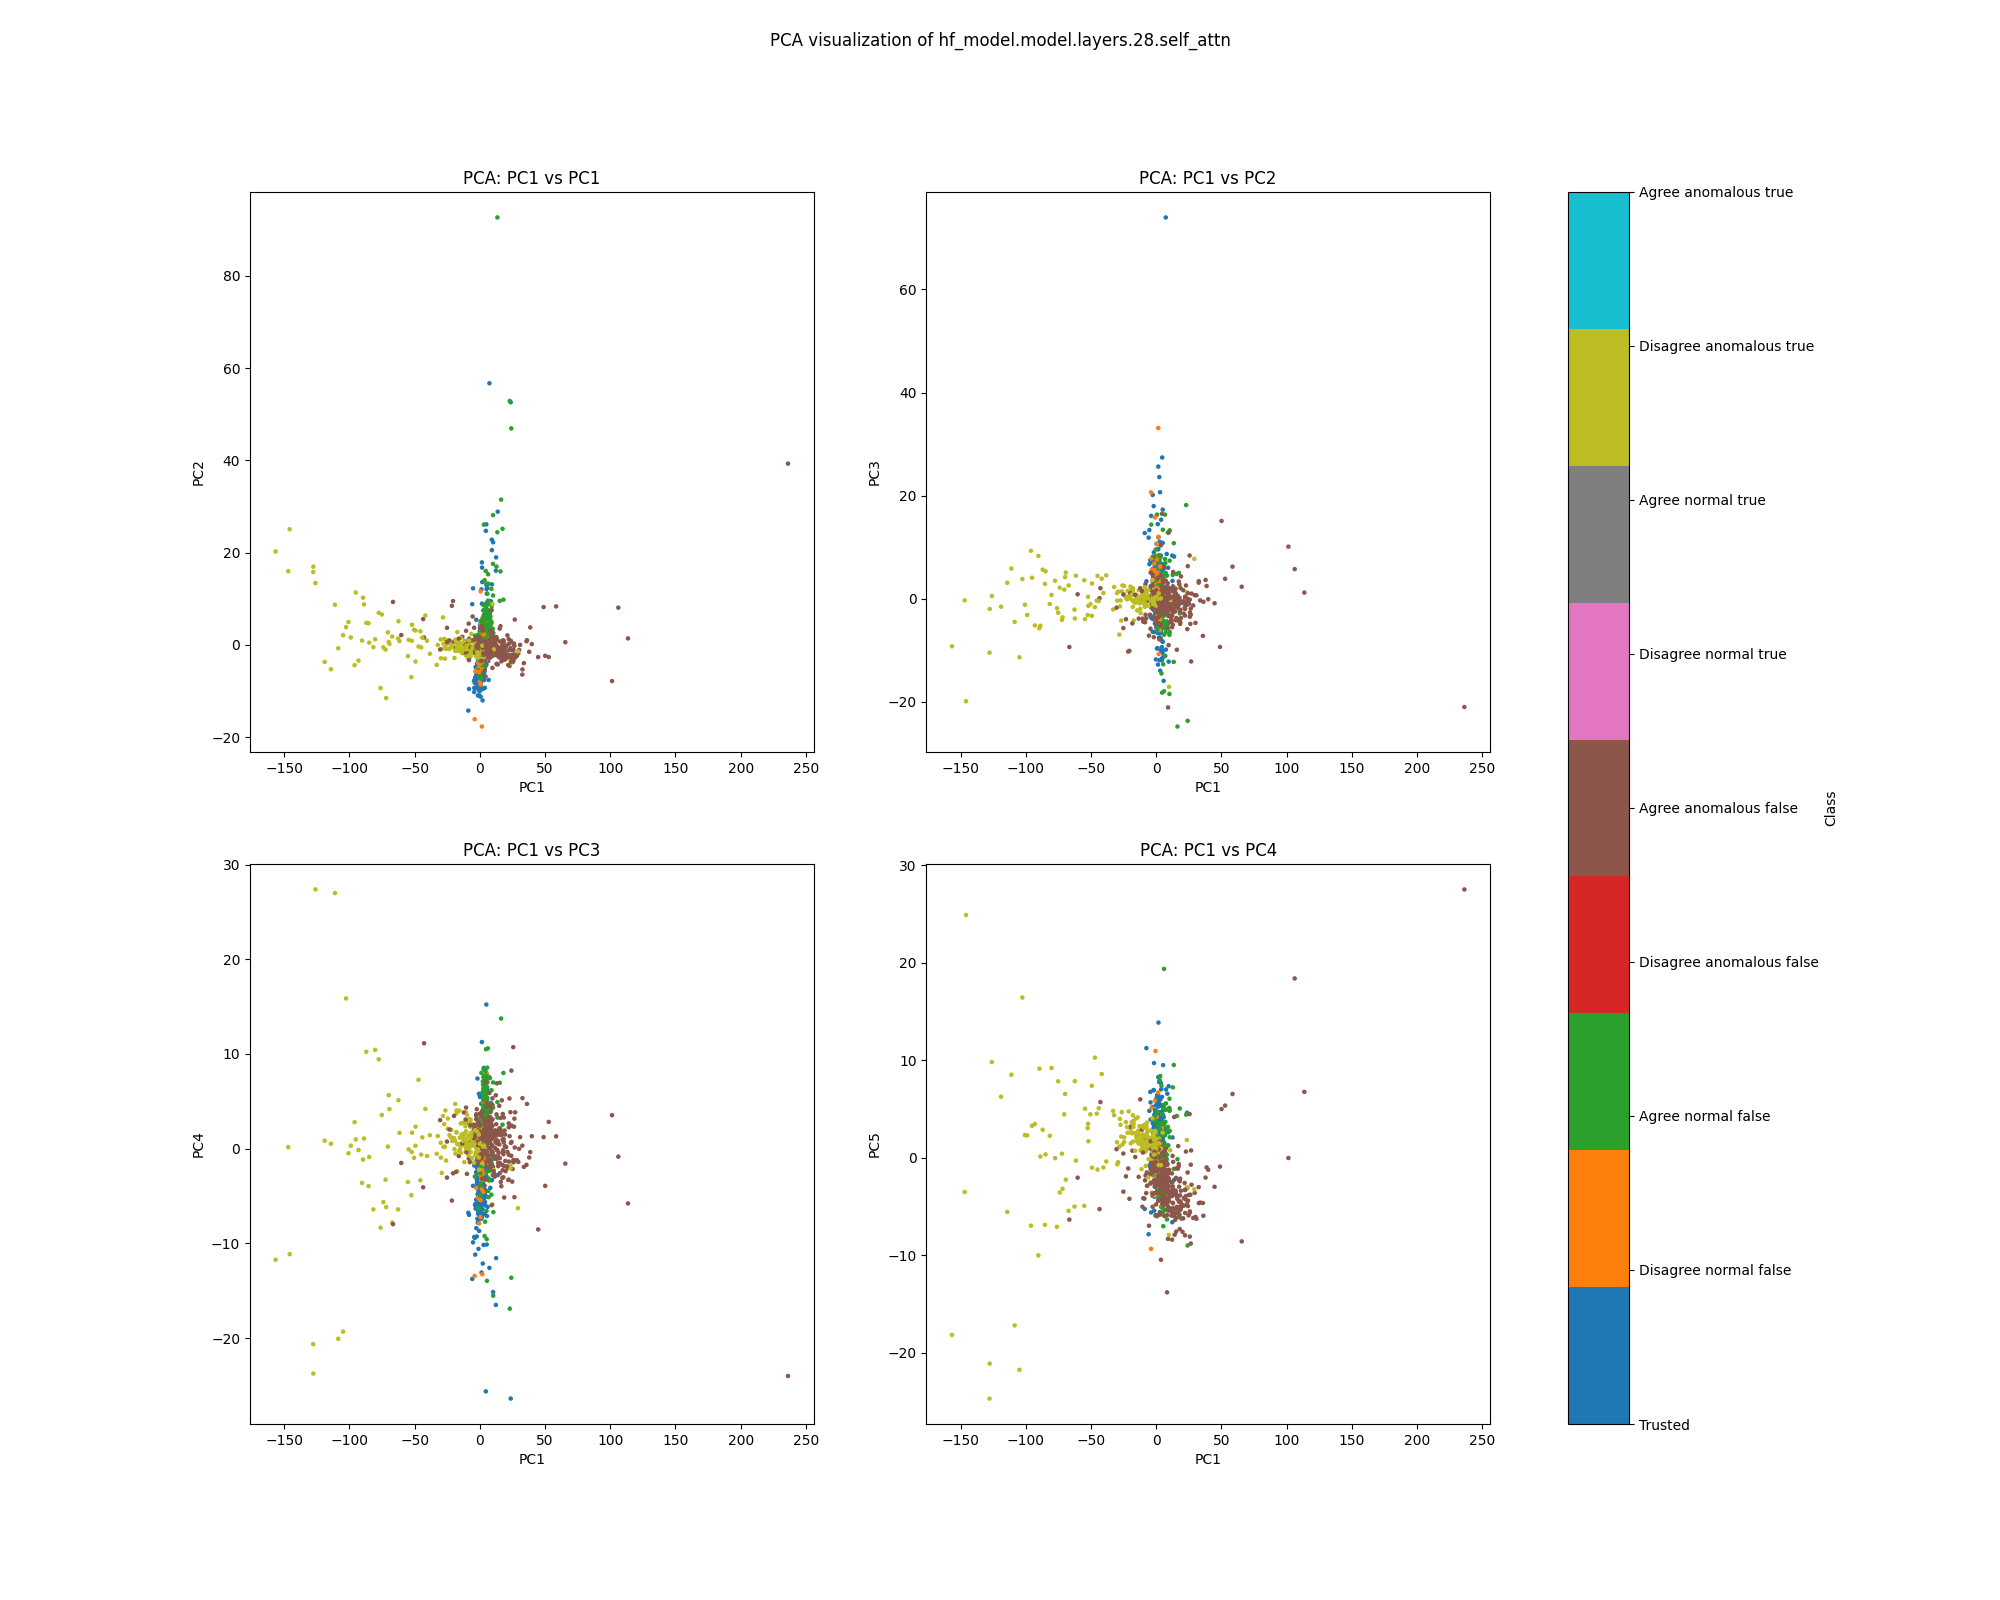 PCA visualization of hf_model.model.layers.28.self_attn
PCA: PC1 vs PC1
80
60
40
20
0
−20
PC2
−150 −100 −50 0 50 100 150 200 250
PC1
PCA: PC1 vs PC2
60
40
20
0
−20
PC3
−150 −100 −50 0 50 100 150 200 250
PC1
PCA: PC1 vs PC3
30
20
10
0
−10
−20
PC4
−150 −100 −50 0 50 100 150 200 250
PC1
PCA: PC1 vs PC4
30
20
10
0
−10
−20
PC5
−150 −100 −50 0 50 100 150 200 250
PC1
Agree anomalous true
Disagree anomalous true
Agree normal true
Disagree normal true
Agree anomalous false
Disagree anomalous false
Agree normal false
Disagree normal false
Trusted
Class